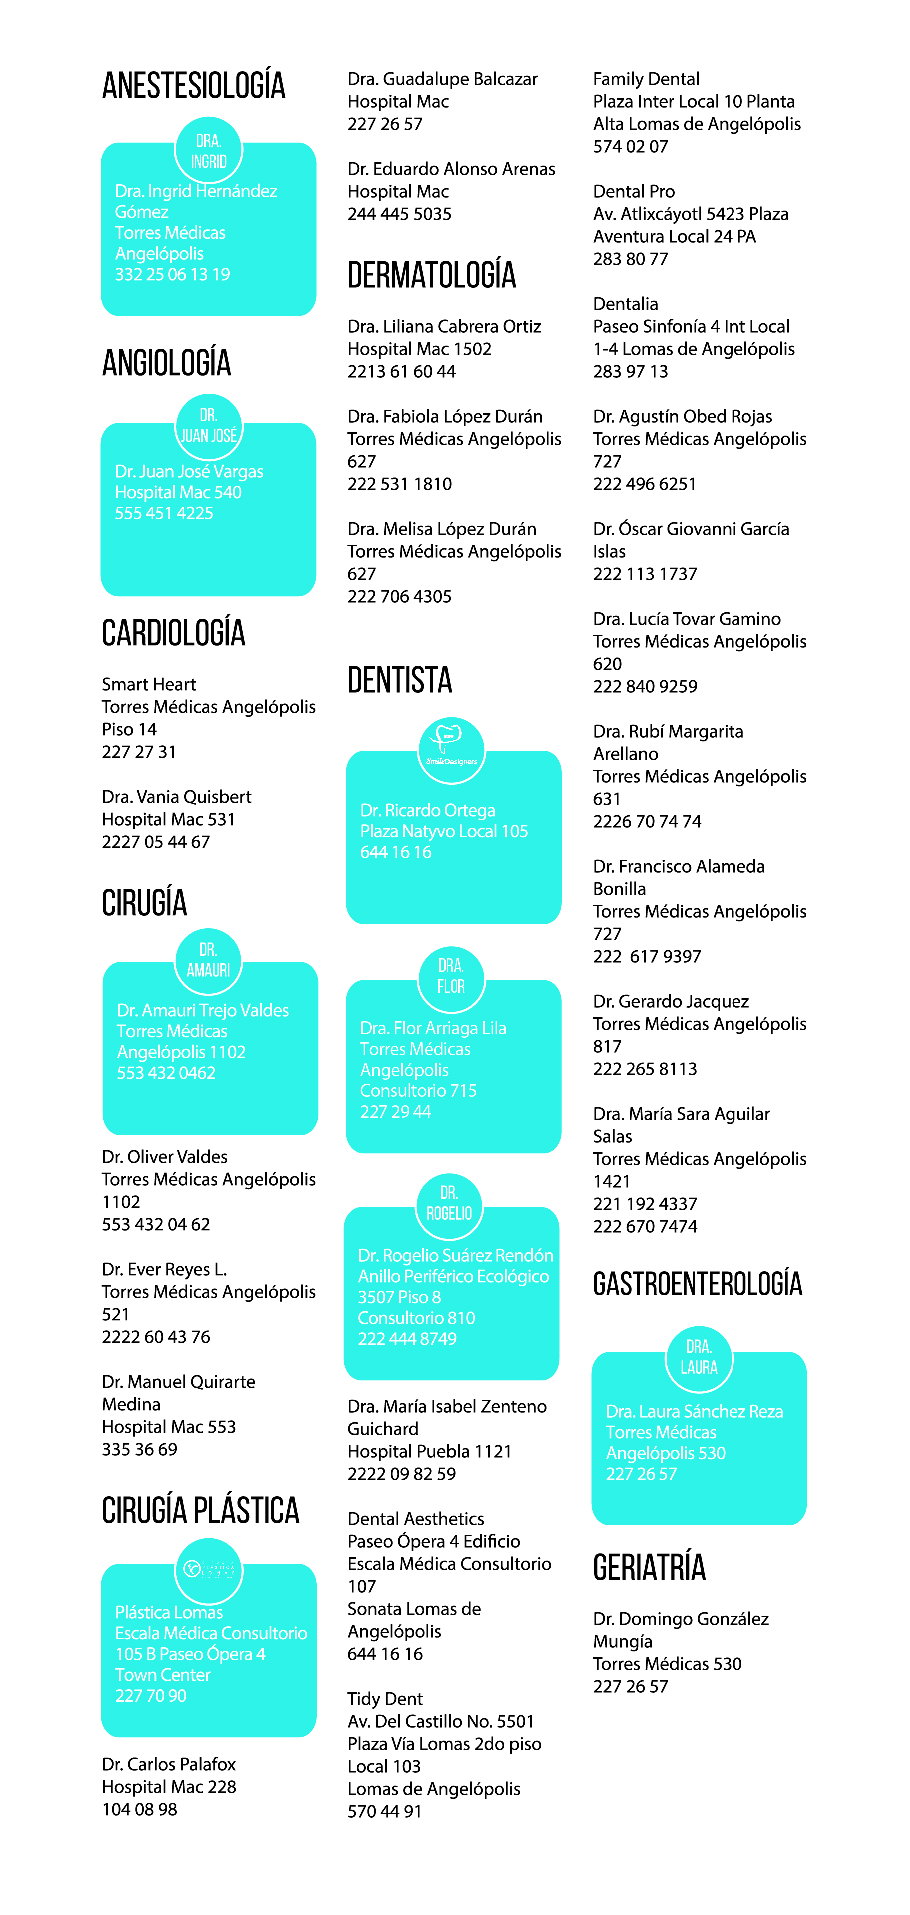 ANESTESIOLOGÍA
DRA.
INGRID
Dra. Ingrid Hernández
Gómez
Torres Médicas
Angelópolis
332 25 06 13 19
ANGIOLOGÍA
DR.
JUAN JOSÉ
Dr. Juan José Vargas
Hospital Mac 540
555 451 4225
CARDIOLOGÍA
Smart Heart
Torres Médicas Angelópolis
Piso 14
227 27 31
Dra. Vania Quisbert
Hospital Mac 531
2227 05 44 67
CIRUGÍA
DR.
AMAURI
Dr. Amauri Trejo Valdes
Torres Médicas
Angelópolis 1102
553 432 0462
Dr. Oliver Valdes
Torres Médicas Angelópolis
1102
553 432 04 62
Dr. Ever Reyes L.
Torres Médicas Angelópolis
521
2222 60 43 76
Dr. Manuel Quirarte
Medina
Hospital Mac 553
335 36 69
CIRUGÍA PLÁSTICA
Plástica Lomas
Escala Médica Consultorio
105 B Paseo Ópera 4
Town Center
227 70 90
Dr. Carlos Palafox
Hospital Mac 228
104 08 98
Dra. Guadalupe Balcazar
Hospital Mac
227 26 57
Dr. Eduardo Alonso Arenas
Hospital Mac
244 445 5035
DERMATOLOGÍA
Dra. Liliana Cabrera Ortiz
Hospital Mac 1502
2213 61 60 44
Dra. Fabiola López Durán
Torres Médicas Angelópolis
627
222 531 1810
Dra. Melisa López Durán
Torres Médicas Angelópolis
627
222 706 4305
DENTISTA
SmileDesigners
Dr. Ricardo Ortega
Plaza Natyvo Local 105
644 16 16
DRA.
FLOR
Dra. Flor Arriaga Lila
Torres Médicas
Angelópolis
Consultorio 715
227 29 44
DR.
ROGELIO
Dr. Rogelio Suárez Rendón
Anillo Periférico Ecológico
3507 Piso 8
Consultorio 810
222 444 8749
Dra. María Isabel Zenteno
Guichard
Hospital Puebla 1121
2222 09 82 59
Dental Aesthetics
Paseo Ópera 4 Edificio
Escala Médica Consultorio
107
Sonata Lomas de
Angelópolis
644 16 16
Tidy Dent
Av. Del Castillo No. 5501
Plaza Vía Lomas 2do piso
Local 103
Lomas de Angelópolis
570 44 91
Family Dental
Plaza Inter Local 10 Planta
Alta Lomas de Angelópolis
574 02 07
Dental Pro
Av. Atlixcáyotl 5423 Plaza
Aventura Local 24 PA
283 80 77
Dentalia
Paseo Sinfonía 4 Int Local
1-4 Lomas de Angelópolis
283 97 13
Dr. Agustín Obed Rojas
Torres Médicas Angelópolis
727
222 496 6251
Dr. Óscar Giovanni García
Islas
222 113 1737
Dra. Lucía Tovar Gamino
Torres Médicas Angelópolis
620
222 840 9259
Dra. Rubí Margarita
Arellano
Torres Médicas Angelópolis
631
2226 70 74 74
Dr. Francisco Alameda
Bonilla
Torres Médicas Angelópolis
727
222  617 9397
Dr. Gerardo Jacquez
Torres Médicas Angelópolis
817
222 265 8113
Dra. María Sara Aguilar
Salas
Torres Médicas Angelópolis
1421
221 192 4337
222 670 7474
GASTROENTEROLOGÍA
DRA.
LAURA
Dra. Laura Sánchez Reza
Torres Médicas
Angelópolis 530
227 26 57
GERIATRÍA
Dr. Domingo González
Mungía
Torres Médicas 530
227 26 57